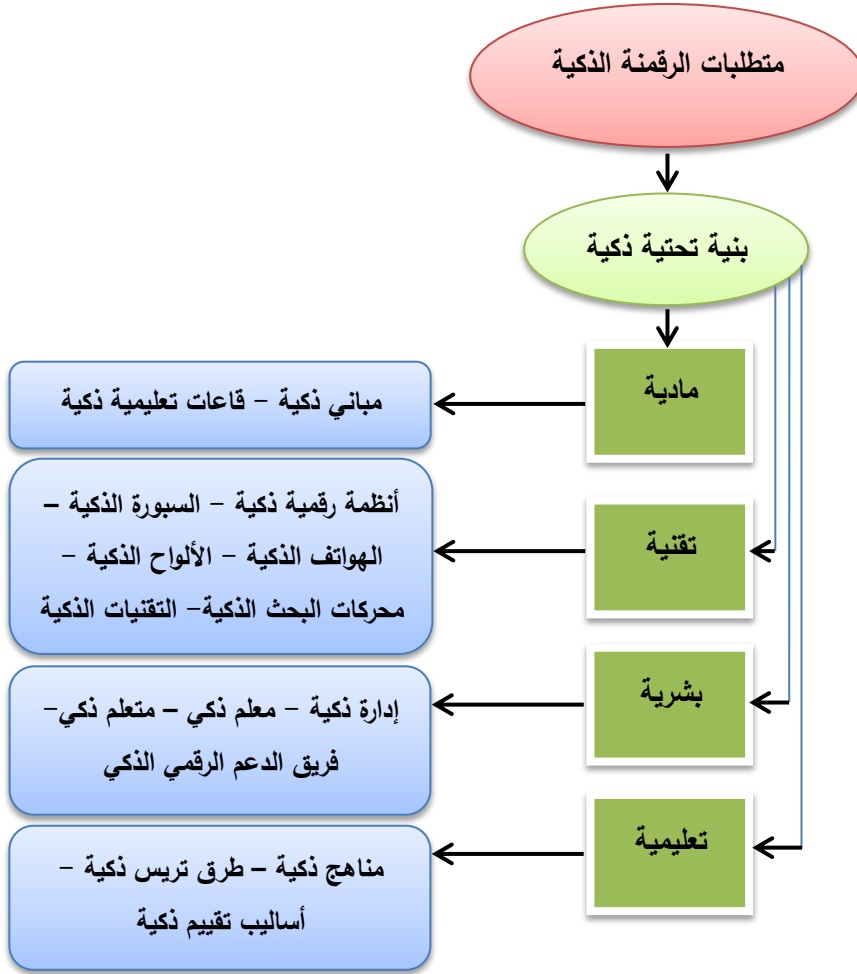 متطلبات الرقمنة الذكية
بنية تحتية ذكية
مادية
مباني ذكية – قاعات تعليمية ذكية
تقنية
أنظمة رقمية ذكية – السبورة الذكية –
الهواتف الذكية – الألواح الذكية –
محركات البحث الذكية– التقنيات الذكية
بشرية
إدارة ذكية – معلم ذكي – متعلم ذكي–
فريق الدعم الرقمي الذكي
تعليمية
مناهج ذكية – طرق تريس ذكية –
أساليب تقييم ذكية